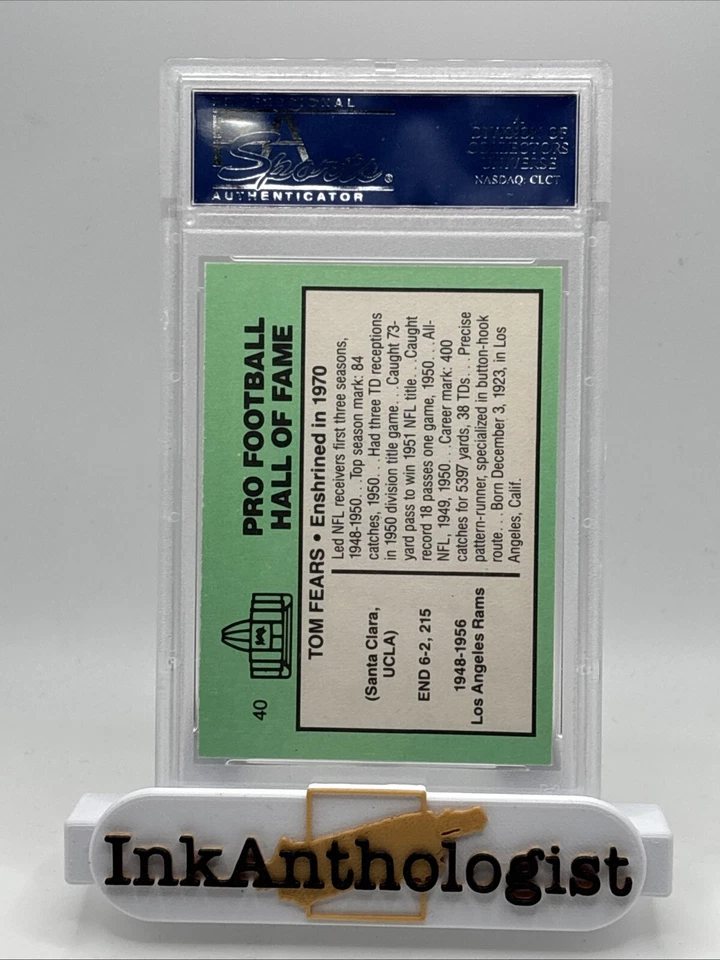 PROFESSIONAL
PSA
Sports®
AUTHENTICATOR
A
DIVISION OF
COLLECTORS
UNIVERSE
NASDAQ: CLCT
40
PRO FOOTBALL
HALL OF FAME
TOM FEARS • Enshrined in 1970
(Santa Clara,
UCLA)
END 6-2, 215
1948-1956
Los Angeles Rams
Led NFL receivers first three seasons,
1948-1950...Top season mark: 84
catches, 1950...Had three TD receptions
in 1950 division title game...Caught 73-
yard pass to win 1951 NFL title...Caught
record 18 passes one game, 1950...All-
NFL, 1949, 1950...Career mark: 400
catches for 5397 yards, 38 TDs...Precise
pattern-runner, specialized in button-hook
route...Born December 3, 1923, in Los
Angeles, Calif.
InkAnthologist